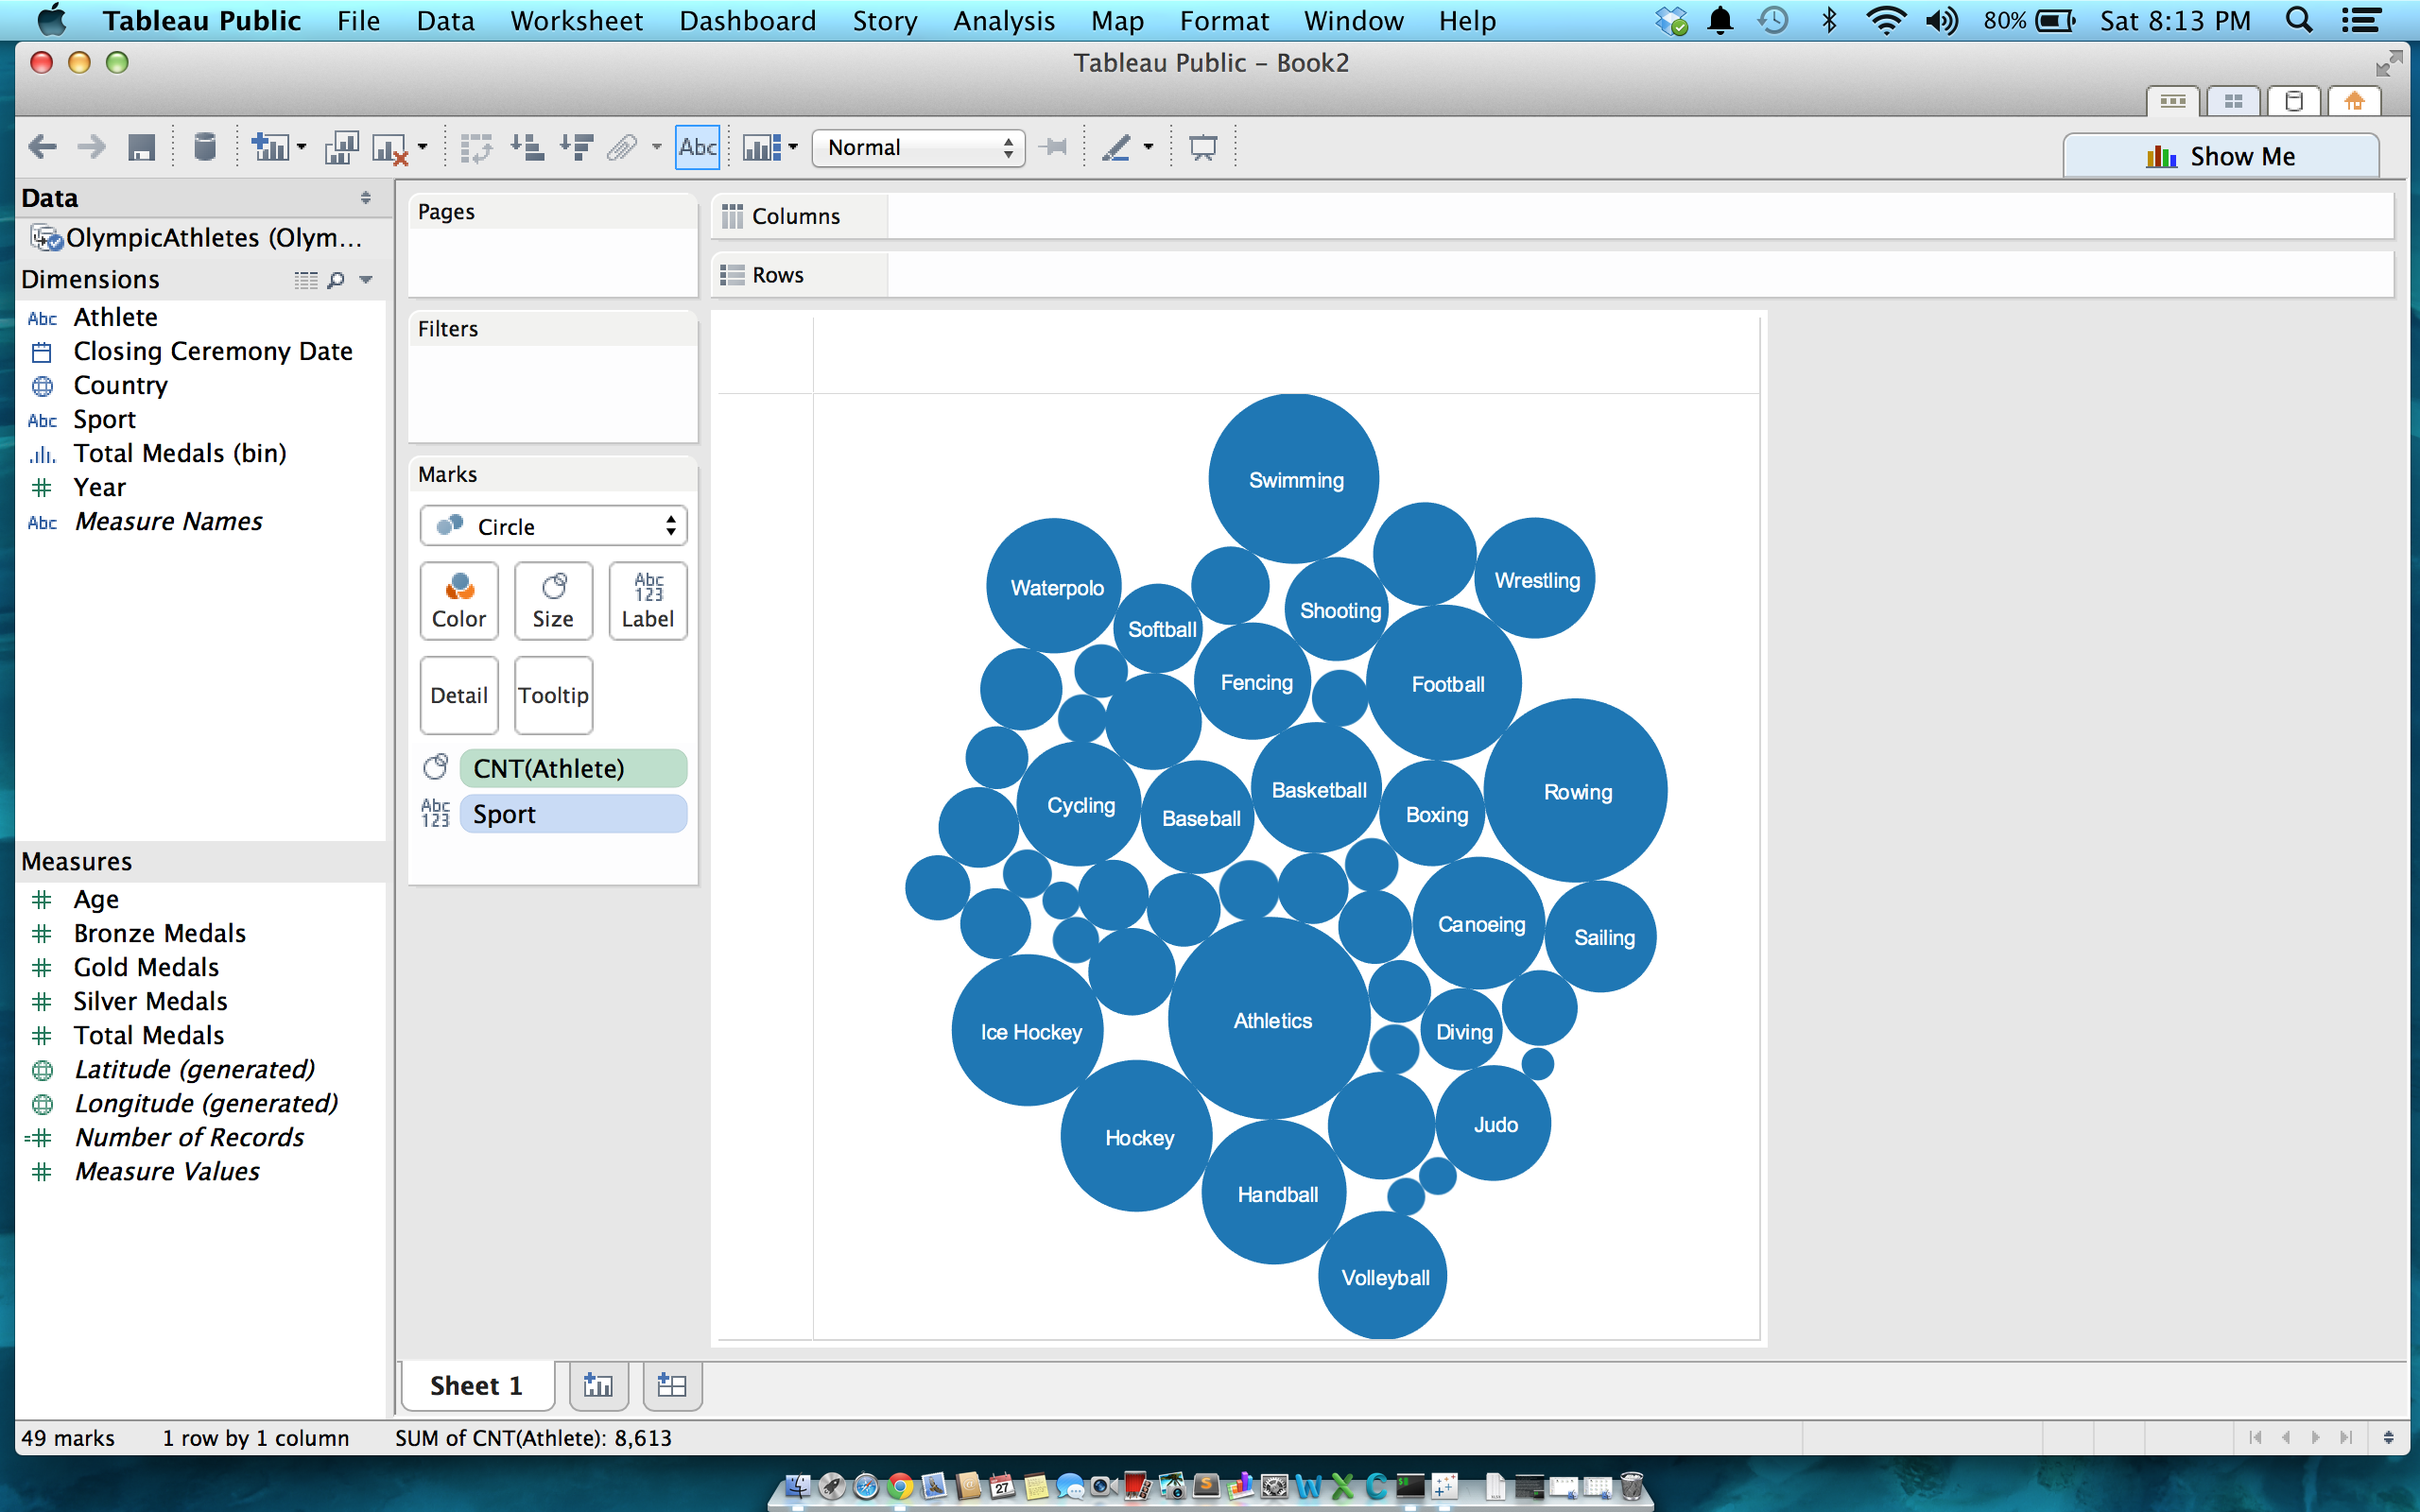 Tableau Public File Data Worksheet Dashboard Story Analysis Map Format Window Help 80% Sat 8:13 PM
Tableau Public – Book2
Abc Normal Show Me
Data
OlympicAthletes (Olym...
Dimensions
Abc Athlete
Closing Ceremony Date
Country
Abc Sport
Total Medals (bin)
# Year
Abc Measure Names
Measures
# Age
# Bronze Medals
# Gold Medals
# Silver Medals
# Total Medals
Latitude (generated)
Longitude (generated)
=# Number of Records
# Measure Values
Pages
Filters
Marks
Circle
Color
Size
Abc
123
Label
Detail
Tooltip
CNT(Athlete)
Abc
123
Sport
Columns
Rows
Swimming
Waterpolo
Wrestling
Shooting
Softball
Fencing
Football
Basketball
Rowing
Cycling
Baseball
Boxing
Canoeing
Sailing
Athletics
Ice Hockey
Diving
Judo
Hockey
Handball
Volleyball
Sheet 1
49 marks 1 row by 1 column SUM of CNT(Athlete): 8,613
27